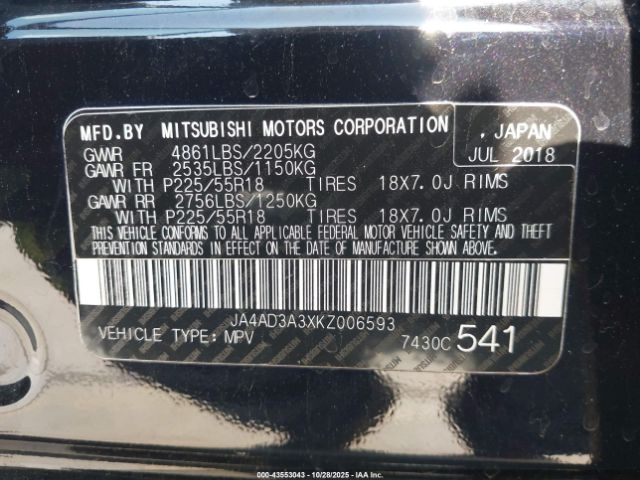 MFD.BY MITSUBISHI MOTORS CORPORATION , JAPAN
GVWR 4861LBS/2205KG JUL 2018
GAWR FR 2535LBS/1150KG
WITH P225/55R18 TIRES 18X7.0J RIMS
GAWR RR 2756LBS/1250KG
WITH P225/55R18 TIRES 18X7.0J RIMS
THIS VEHICLE CONFORMS TO ALL APPLICABLE FEDERAL MOTOR VEHICLE SAFETY AND THEFT
PREVENTION STANDARDS IN EFFECT ON THE DATE OF MANUFACTURE SHOWN ABOVE.
JA4AD3A3XKZ006593
VEHICLE TYPE: MPV 7430C 541
000-43553043 - 10/28/2025 - Copyright © 2025 IAA, Inc.